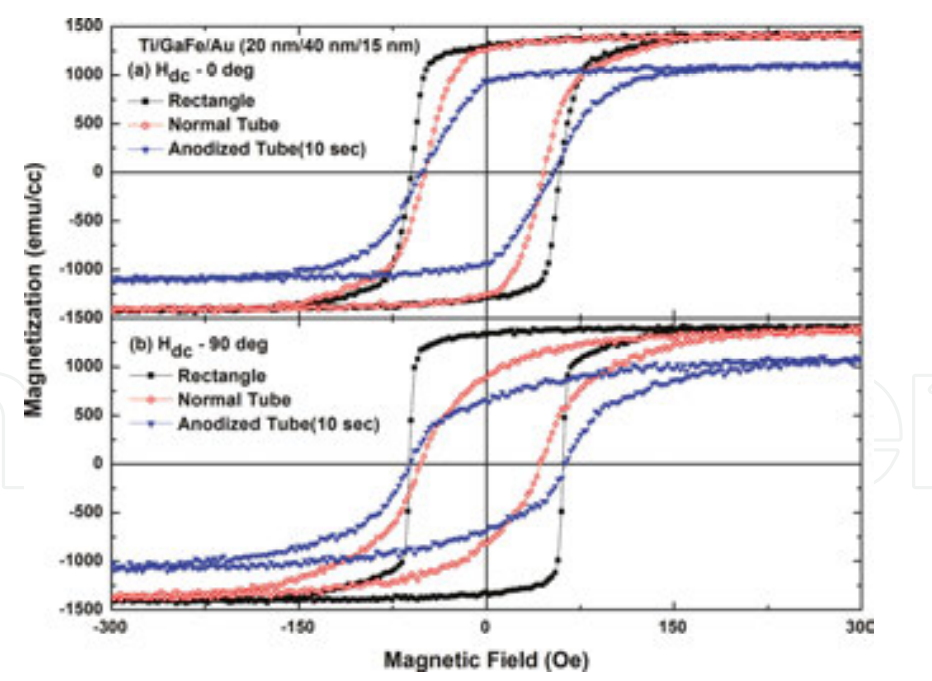 1500
1000
500
0
-500
-1000
-1500
1000
500
0
-500
-1000
-1500
Ti/GaFe/Au (20 nm/40 nm/15 nm)
(a) Hdc - 0 deg
Rectangle
Normal Tube
Anodized Tube(10 sec)
(b) Hdc - 90 deg
Rectangle
Normal Tube
Anodized Tube(10 sec)
Magnetization (emu/cc)
-300 -150 0 150 300
Magnetic Field (Oe)